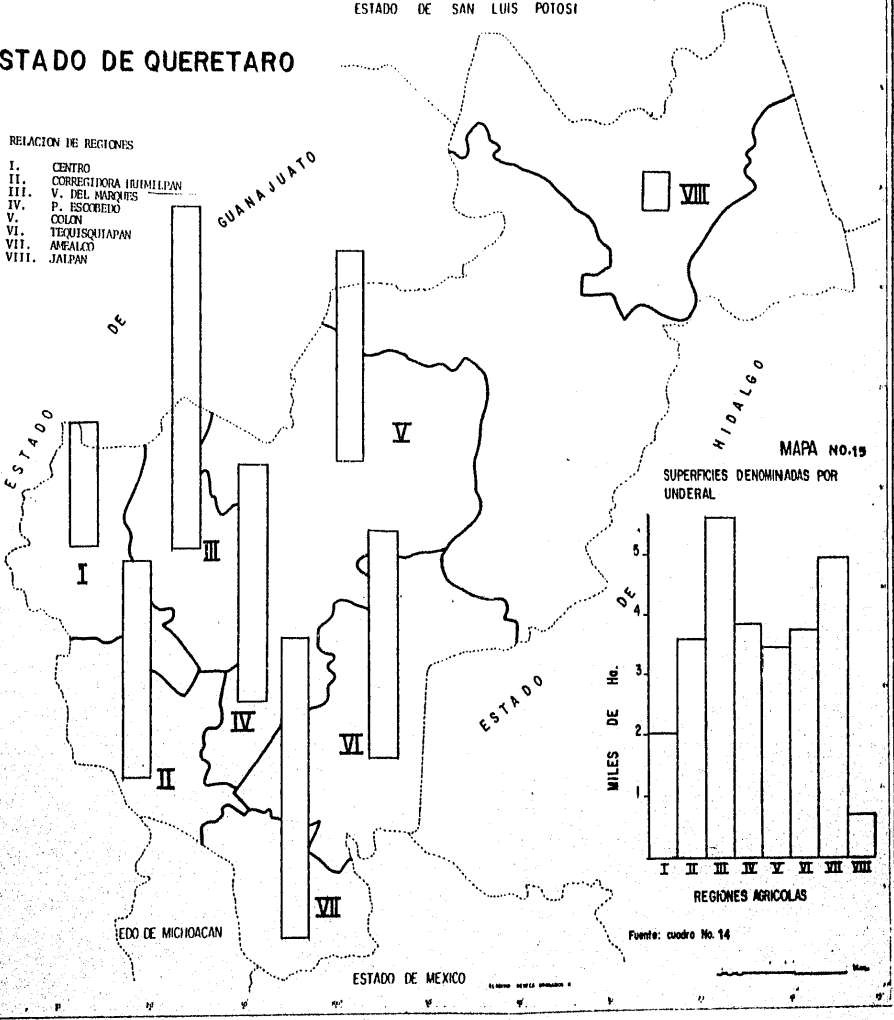 ESTADO DE SAN LUIS POTOSI
STADO DE QUERETARO
RELACION DE REGIONES
I. CENTRO
II. CORREGIDORA HUIMILPAN
III. V. DEL MARQUES
IV. P. ESCOBEDO
V. COLON
VI. TEQUISQUIAPAN
VII. AMEALCO
VIII. JALPAN
ESTADO DE GUANAJUATO
VIII
V
I
III
IV
VI
II
VII
ESTADO DE HIDALGO
MAPA NO.15
SUPERFICIES DENOMINADAS POR
UNDERAL
5
4
3
2
1
MILES DE Ha.
I II III IV V VI VII VIII
REGIONES AGRICOLAS
Fuente: cuadro No. 14
EDO DE MICHOACAN
ESTADO DE MEXICO